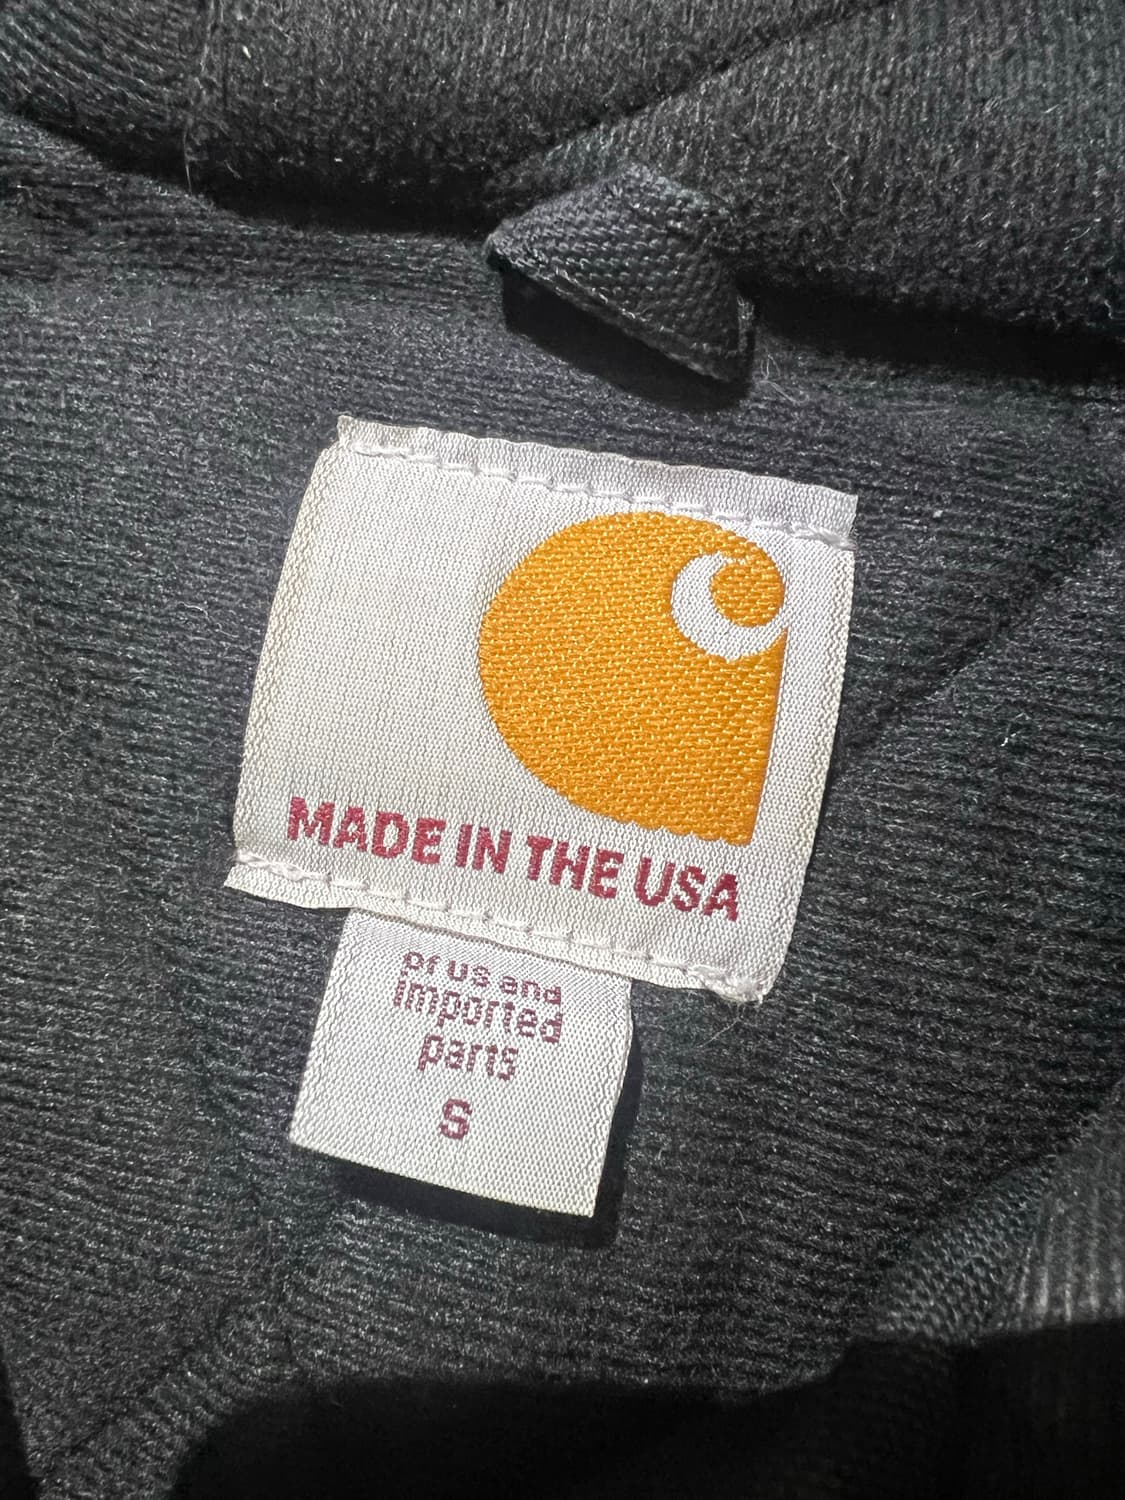 MADE IN THE USA
of US and
imported
parts
S